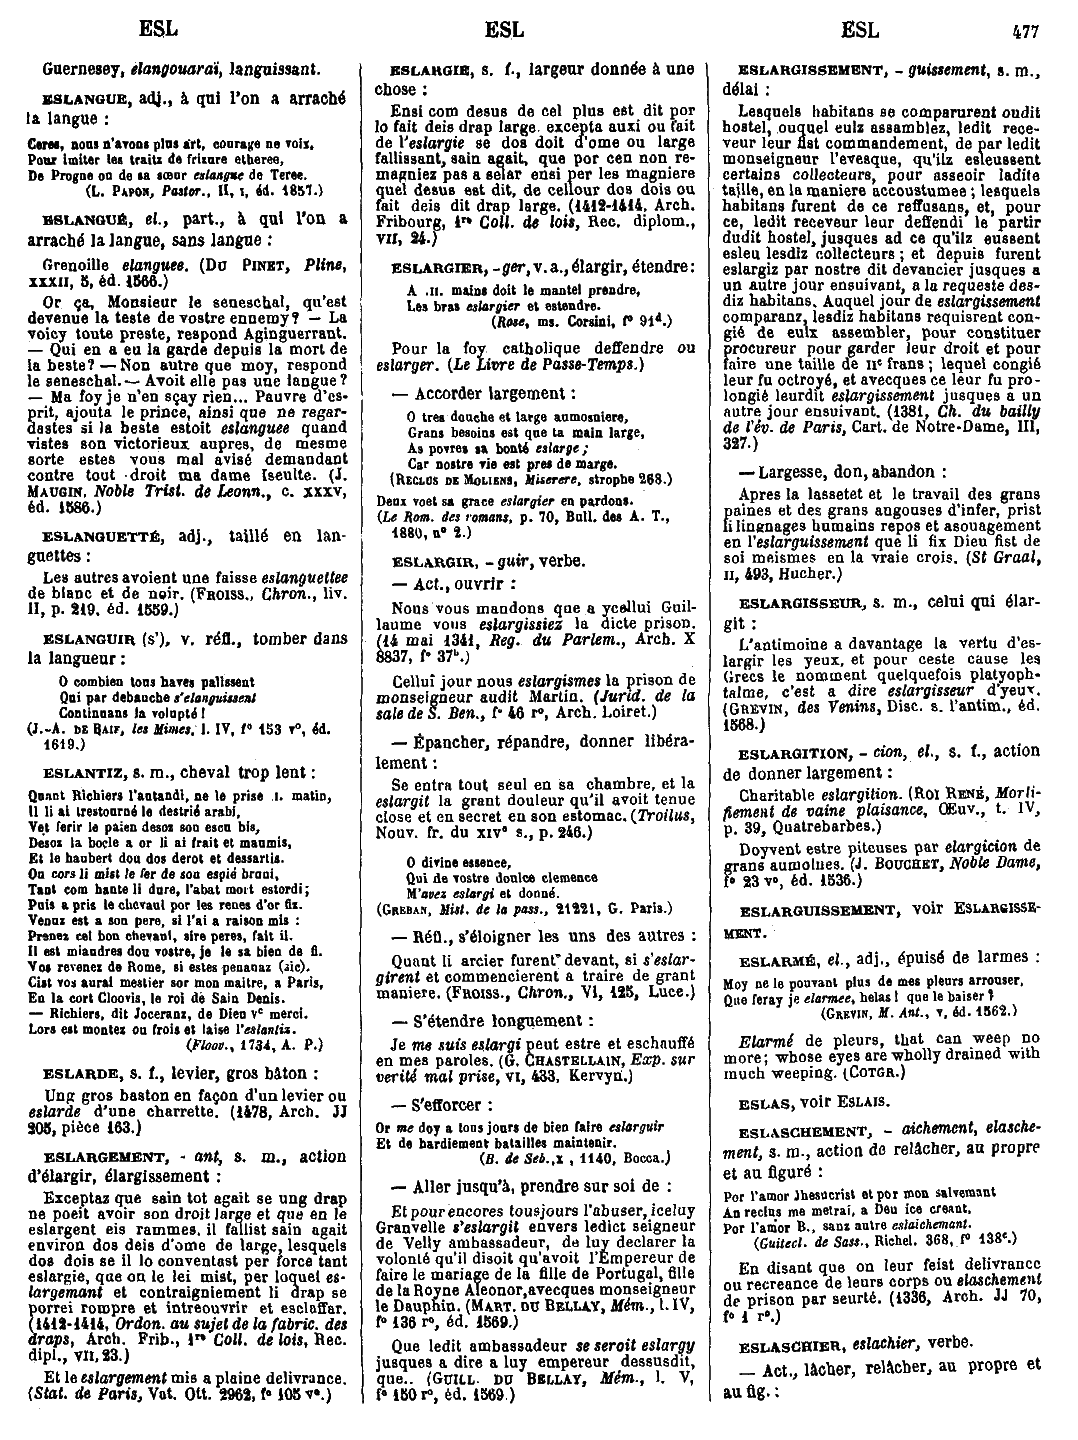 ESL
ESL
ESL
477
Guernesey, élangouaraï, languissant.
ESLANGUE, adj., à qui l'on a arraché
la langue :
Ceres, nous n'avons plus art, courage ne voix,
Pour imiter les traitz de frizure etheree,
De Progne ou de sa sœur eslangue de Teree.
(L. PAPON, Pastor., II, I, éd. 1857.)
ESLANGUÉ, el., part., à qui l'on a
arraché la langue, sans langue :
Grenoille elanguee. (DU PINET, Pline,
XXXII, 5, éd. 1566.)
Or ça, Monsieur le seneschal, qu'est
devenue la teste de vostre ennemy? — La
voicy toute preste, respond Aginguerrant.
— Qui en a eu la garde depuis la mort de
la beste? — Non autre que moy, respond
le seneschal. — Avoit elle pas une langue?
— Ma foy je n'en sçay rien... Pauvre d'es-
prit, ajouta le prince, ainsi que ne regar-
dastes si la beste estoit eslanguee quand
vistes son victorieux aupres, de mesme
sorte estes vous mal avisé demandant
contre tout droit ma dame Iseulte. (J.
MAUGIN, Noble Trist. de Leonn., c. XXXV,
éd. 1586.)
ESLANGUETTÉ, adj., taillé en lan-
guettes :
Les autres avoient une faisse eslanguettee
de blanc et de noir. (FROISS., Chron., liv.
II, p. 219, éd. 1559.)
ESLANGUIR (s'), v. réfl., tomber dans
la langueur :
O combien tous haves palissent
Qui par debauche s'elanguissent
Continuans la volupté!
(J.-A. DE BAIF, les Mimes, l. IV, f° 153 r°, éd.
1619.)
ESLANTIZ, s. m., cheval trop lent :
Quant Richiers l'antandi, ne le prise .I. matin,
Il li ai trestourné le destrié arabi,
Vet ferir le paien desoz son escu bis,
Desoz la bocle a or li ai frait et maumis,
Et le haubert dou dos derot et dessartis.
Ou cors li mist le fer de son espié bruni,
Tant com hante li dure, l'abat mort estordi;
Puis a pris le chevaul por les renes d'or fix.
Venuz est a son pere, si l'ai a raison mis :
Prenez cel bon chevaul, sire peres, fait il.
Il est miaudres dou vostre, je le sa bien de fi.
Vos revenez de Rome, si estes penanaz (sic).
Cist vos aurai mestier sor mon maitre, a Paris,
En la cort Cloovis, le roi de Sain Denis.
— Richiers, dit Joceranz, de Dieu vc merci.
Lors est montez ou frois et laise l'eslantiz.
(Floov., 1734, A. P.)
ESLARDE, s. f., levier, gros bâton :
Ung gros baston en façon d'un levier ou
eslarde d'une charrette. (1478, Arch. JJ
205, pièce 163.)
ESLARGEMENT, - ant, s. m., action
d'élargir, élargissement :
Exceptaz que sain tot agait se ung drap
ne poeit avoir son droit large et que en le
eslargent eis rammes, il fallist sain agait
environ dos deis d'ome de large, lesquels
dos dois se il lo conventast per force tant
eslargie, que on le lei mist, per loquel es-
largemant et contraigniement li drap se
porrei rompre et intreouvrir et esclaffar.
(1412-1414, Ordon. au sujet de la fabric. des
draps, Arch. Frib., 1re Coll. de lois, Rec.
dipl., VII, 23.)
Et le eslargement mis a plaine delivrance.
(Stat. de Paris, Vat. Ott. 2962, f° 105 v°.)
ESLARGIE, s. f., largeur donnée à une
chose :
Ensi com desus de cel plus est dit por
lo fait deis drap large, excepta auxi ou fait
de l'eslargie se dos doit d'ome ou large
fallissant, sain agait, que por cen non re-
magniez pas a selar ensi per les magniere
quel desus est dit, de cellour dos dois ou
fait deis dit drap large. (1412-1414, Arch.
Fribourg, 1re Coll. de lois, Rec. diplom.,
VII, 24.)
ESLARGIER, -ger, v. a., élargir, étendre :
A .II. mains doit le mantel prendre,
Les bras eslargier et estendre.
(Rose, ms. Corsini, f° 91d.)
Pour la foy catholique deffendre ou
eslarger. (Le Livre de Passe-Temps.)
— Accorder largement :
O tres douche et large aumosniere,
Grans besoins est que ta main large,
As povres sa bonté eslarge;
Car nostre vie est pres de marge.
(RECLUS DE MOLIENS, Miserere, strophe 268.)
Deux voet sa grace eslargier en pardons.
(Le Rom. des romans, p. 70, Bull. des A. T.,
1880, n° 2.)
ESLARGIR, - guir, verbe.
— Act., ouvrir :
Nous vous mandons que a ycellui Guil-
laume vous eslargissiez la dicte prison.
(14 mai 1341, Reg. du Parlem., Arch. X
8837, f° 37b.)
Cellui jour nous eslargismes la prison de
monseigneur audit Martin. (Jurid. de la
sale de S. Ben., f° 46 r°, Arch. Loiret.)
— Épancher, répandre, donner libéra-
lement :
Se entra tout seul en sa chambre, et la
eslargit la grant douleur qu'il avoit tenue
close et en secret en son estomac. (Troilus,
Nouv. fr. du XIVe s., p. 246.)
O divine essence,
Qui de vostre doulce clemence
M'avez eslargi et donné.
(GREBAN, Mist. de la pass., 21221, G. Paris.)
— Réfl., s'éloigner les uns des autres :
Quant li arcier furent devant, si s'eslar-
girent et commencierent a traire de grant
maniere. (FROISS., Chron., VI, 125, Luce.)
— S'étendre longuement :
Je me suis eslargi peut estre et eschauffé
en mes paroles. (G. CHASTELLAIN, Exp. sur
verité mal prise, VI, 433, Kervyn.)
— S'efforcer :
Or me doy a tous jours de bien faire eslarguir
Et de hardiement batailles maintenir.
(B. de Seb., X , 1140, Bocca.)
— Aller jusqu'à, prendre sur soi de :
Et pour encores tousjours l'abuser, iceluy
Granvelle s'eslargit envers ledict seigneur
de Velly ambassadeur, de luy declarer la
volonté qu'il disoit qu'avoit l'Empereur de
faire le mariage de la fille de Portugal, fille
de la Royne Aleonor, avecques monseigneur
le Dauphin. (MART. DU BELLAY, Mém., l. IV,
f° 136 r°, éd. 1569.)
Que ledit ambassadeur se seroit eslargy
jusques a dire a luy empereur dessusdit,
que.. (GUILL. DU BELLAY, Mém., l. V,
f° 150 r°, éd. 1569.)
ESLARGISSEMENT, - guissement, s. m.,
délai :
Lesquels habitans se comparurent oudit
hostel, ouquel eulz assamblez, ledit rece-
veur leur fist commandement, de par ledit
monseigneur l'evesque, qu'ilz esleussent
certains collecteurs, pour asseoir ladite
taille, en la maniere accoustumee; lesquels
habitans furent de ce reffusans, et, pour
ce, ledit receveur leur deffendi le partir
dudit hostel, jusques ad ce qu'ilz eussent
esleu lesdiz collecteurs; et depuis furent
eslargiz par nostre dit devancier jusques a
un autre jour ensuivant, a la requeste des-
diz habitans. Auquel jour de eslargissement
comparanz, lesdiz habitans requisrent con-
gié de eulx assembler, pour constituer
procureur pour garder leur droit et pour
faire une taille de IIc frans; lequel congié
leur fu octroyé, et avecques ce leur fu pro-
longié leurdit eslargissement jusques a un
autre jour ensuivant. (1381, Ch. du bailly
de l'év. de Paris, Cart. de Notre-Dame, III,
327.)
— Largesse, don, abandon :
Apres la lassetet et le travail des grans
paines et des grans angouses d'infer, prist
li lingnages humains repos et asouagement
en l'eslarguissement que li fix Dieu fist de
soi meismes en la vraie crois. (St Graal,
II, 493, Hucher.)
ESLARGISSEUR, s. m., celui qui élar-
git :
L'antimoine a davantage la vertu d'es-
largir les yeux, et pour ceste cause les
Grecs le nomment quelquefois platyoph-
talme, c'est a dire eslargisseur d'yeux.
(GREVIN, des Venins, Disc. s. l'antim., éd.
1568.)
ESLARGITION, - cion, el., s. f., action
de donner largement :
Charitable eslargition. (ROI RENÉ, Morti-
fiement de vaine plaisance, Œuv., t. IV,
p. 39, Quatrebarbes.)
Doyvent estre piteuses par elargicion de
grans aumolnes. (J. BOUCHET, Noble Dame,
f° 23 v°, éd. 1536.)
ESLARGUISSEMENT, voir ESLARGISSE-
MENT.
ESLARMÉ, el., adj., épuisé de larmes :
Moy ne le pouvant plus de mes pleurs arrouser,
Que feray je elarmee, helas! que le baiser?
(GREVIN, M. Ant., V, éd. 1562.)
Elarmé de pleurs, that can weep no
more; whose eyes are wholly drained with
much weeping. (COTGR.)
ESLAS, voir ESLAIS.
ESLASCHEMENT, - aichement, elasche-
ment, s. m., action de relâcher, au propre
et au figuré :
Por l'amor Jhesucrist et por mon salvemant
An reclus me metrai, a Deu ice creant,
Por l'amor B., sanz autre eslaichemant.
(Guitecl. de Sass., Richel. 368, f° 138c.)
En disant que on leur feist delivrance
ou recreance de leurs corps ou elaschement
de prison par seurté. (1336, Arch. JJ 70,
f° 1 r°.)
ESLASCHIER, eslachier, verbe.
— Act., lâcher, relâcher, au propre et
au fig. :